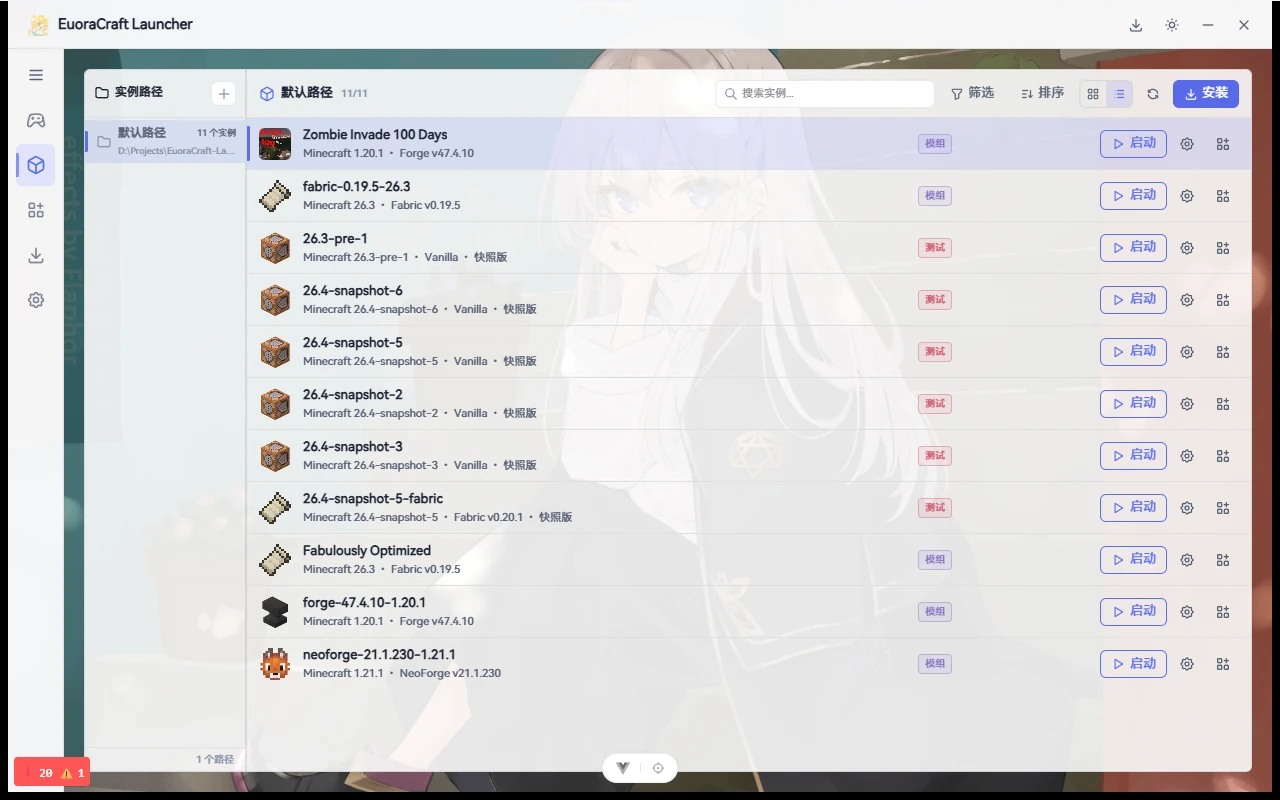 EuoraCraft Launcher
实例路径
默认路径 11/11
搜索实例...
筛选
排序
安装
默认路径 11 个实例
D:\Projects\EuoraCraft-La...
Zombie Invade 100 Days
Minecraft 1.20.1 • Forge v47.4.10
模组
启动
fabric-0.19.5-26.3
Minecraft 26.3 • Fabric v0.19.5
模组
启动
26.3-pre-1
Minecraft 26.3-pre-1 • Vanilla • 快照版
测试
启动
26.4-snapshot-6
Minecraft 26.4-snapshot-6 • Vanilla • 快照版
测试
启动
26.4-snapshot-5
Minecraft 26.4-snapshot-5 • Vanilla • 快照版
测试
启动
26.4-snapshot-2
Minecraft 26.4-snapshot-2 • Vanilla • 快照版
测试
启动
26.4-snapshot-3
Minecraft 26.4-snapshot-3 • Vanilla • 快照版
测试
启动
26.4-snapshot-5-fabric
Minecraft 26.4-snapshot-5 • Fabric v0.20.1 • 快照版
测试
启动
Fabulously Optimized
Minecraft 26.3 • Fabric v0.19.5
模组
启动
forge-47.4.10-1.20.1
Minecraft 1.20.1 • Forge v47.4.10
模组
启动
neoforge-21.1.230-1.21.1
Minecraft 1.21.1 • NeoForge v21.1.230
模组
启动
1 个路径
20 1
effects by Elaphor